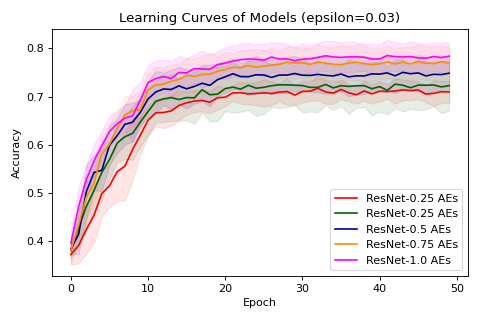 Learning Curves of Models (epsilon=0.03)
0.8
0.7
0.6
0.5
0.4
Accuracy
0
10
20
30
40
50
Epoch
ResNet-0.25 AEs
ResNet-0.25 AEs
ResNet-0.5 AEs
ResNet-0.75 AEs
ResNet-1.0 AEs